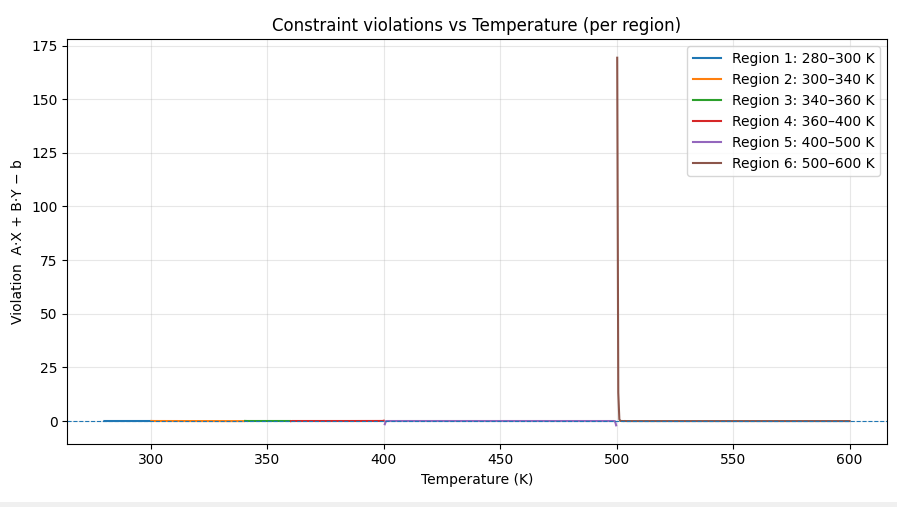 Constraint violations vs Temperature (per region)
175
150
125
100
75
50
25
0
Violation A·X + B·Y − b
300
350
400
450
500
550
600
Temperature (K)
Region 1: 280–300 K
Region 2: 300–340 K
Region 3: 340–360 K
Region 4: 360–400 K
Region 5: 400–500 K
Region 6: 500–600 K